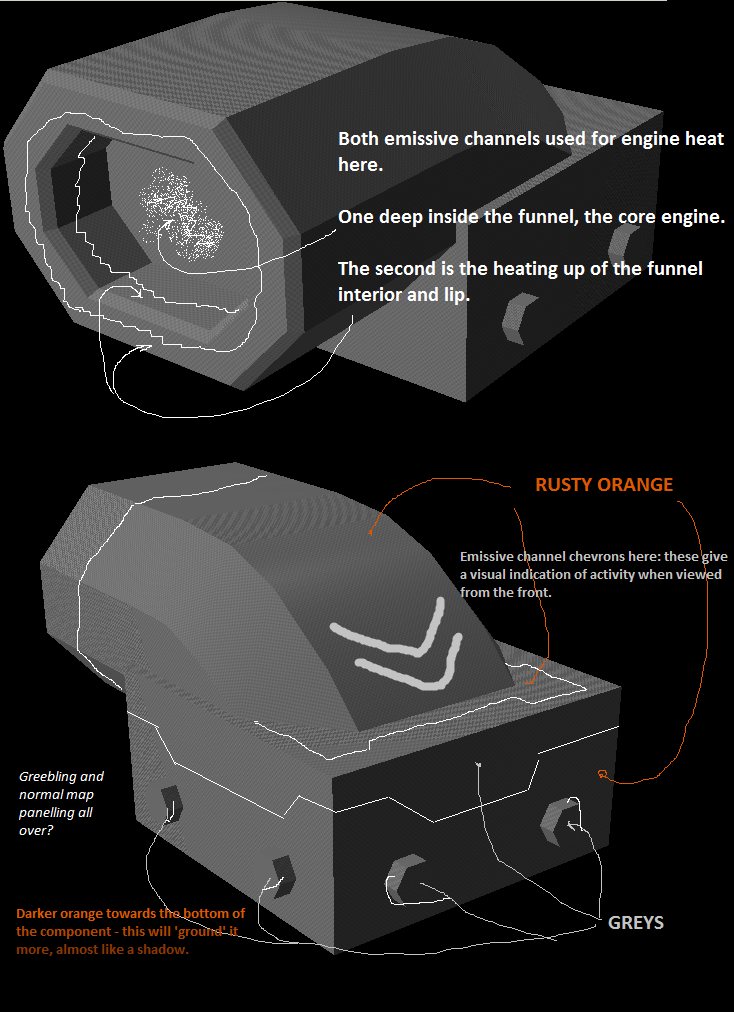 Both emissive channels used for engine heat
here.
One deep inside the funnel, the core engine.
The second is the heating up of the funnel
interior and lip.
RUSTY ORANGE
Emissive channel chevrons here: these give
a visual indication of activity when viewed
from the front.
Greebling and
normal map
panelling all
over?
Darker orange towards the bottom of
the component - this will 'ground' it
more, almost like a shadow.
GREYS